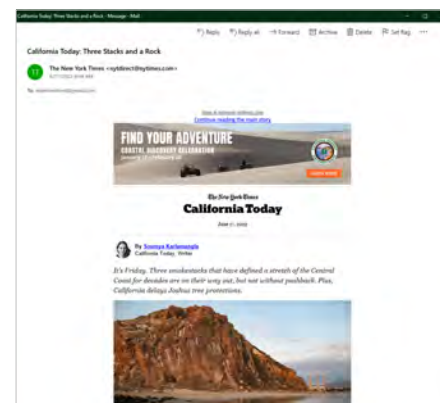 California Today: Three Stacks and a Rock - Message - Mail
Reply Reply all Forward Archive Delete Set flag
California Today: Three Stacks and a Rock
The New York Times <nytdirect@nytimes.com>
To:
Continue reading the main story
FIND YOUR ADVENTURE
COASTAL DISCOVERY CELEBRATION
LEARN MORE
The New York Times
California Today
By Soumya Karlamangla
California Today, Writer
It's Friday. Three smokestacks that have defined a stretch of the Central
Coast for decades are on their way out, but not without pushback. Plus,
California delays Joshua tree protections.